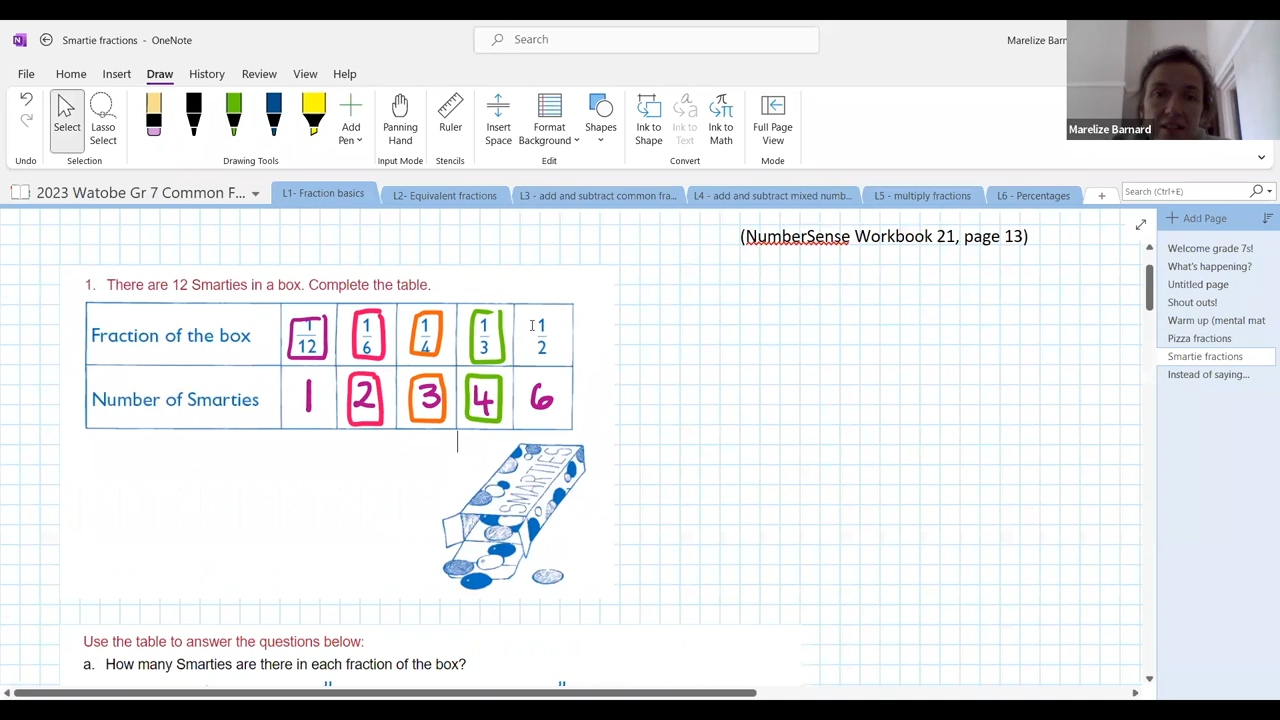 Smartie fractions - OneNote
Search
Marelize Bar
File Home Insert Draw History Review View Help
Undo
Select
Lasso Select
Selection
Drawing Tools
Add Pen
Panning Hand
Input Mode
Ruler
Stencils
Insert Space
Format Background
Shapes
Edit
Ink to Shape
Ink to Text
Ink to Math
Convert
Full Page View
Mode
Marelize Barnard
2023 Watobe Gr 7 Common F...
L1- Fraction basics
L2- Equivalent fractions
L3 - add and subtract common fra...
L4 - add and subtract mixed numb...
L5 - multiply fractions
L6 - Percentages
Search (Ctrl+E)
Add Page
Welcome grade 7s!
What's happening?
Untitled page
Shout outs!
Warm up (mental mat
Pizza fractions
Smartie fractions
Instead of saying...
(NumberSense Workbook 21, page 13)
1. There are 12 Smarties in a box. Complete the table.
Fraction of the box 1/12 1/6 1/4 1/3 1/2
Number of Smarties 1 2 3 4 6
SMARTIES
Use the table to answer the questions below:
a. How many Smarties are there in each fraction of the box?